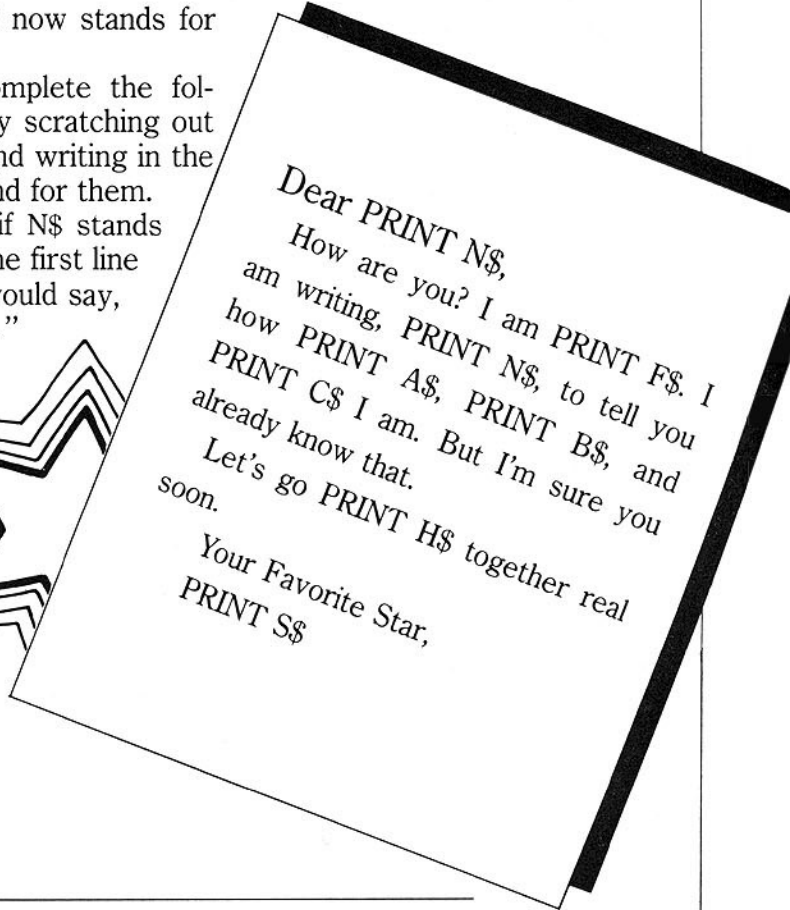 now stands for
mplete the fol-
y scratching out
nd writing in the
nd for them.
if N$ stands
ne first line
would say,
”
Dear PRINT N$,
How are you? I am PRINT F$. I
am writing, PRINT N$, to tell you
how PRINT A$, PRINT B$, and
PRINT C$ I am. But I'm sure you
already know that.
Let's go PRINT H$ together real
soon.
Your Favorite Star,
PRINT S$